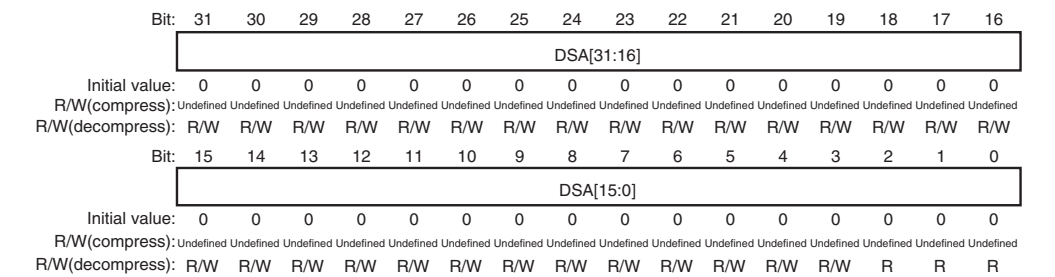 Bit: 31 30 29 28 27 26 25 24 23 22 21 20 19 18 17 16
DSA[31:16]
Initial value: 0 0 0 0 0 0 0 0 0 0 0 0 0 0 0 0
R/W(compress): Undefined Undefined Undefined Undefined Undefined Undefined Undefined Undefined Undefined Undefined Undefined Undefined Undefined Undefined Undefined Undefined
R/W(decompress): R/W R/W R/W R/W R/W R/W R/W R/W R/W R/W R/W R/W R/W R/W R/W R/W
Bit: 15 14 13 12 11 10 9 8 7 6 5 4 3 2 1 0
DSA[15:0]
Initial value: 0 0 0 0 0 0 0 0 0 0 0 0 0 0 0 0
R/W(compress): Undefined Undefined Undefined Undefined Undefined Undefined Undefined Undefined Undefined Undefined Undefined Undefined Undefined Undefined Undefined Undefined
R/W(decompress): R/W R/W R/W R/W R/W R/W R/W R/W R/W R/W R/W R/W R/W R R R